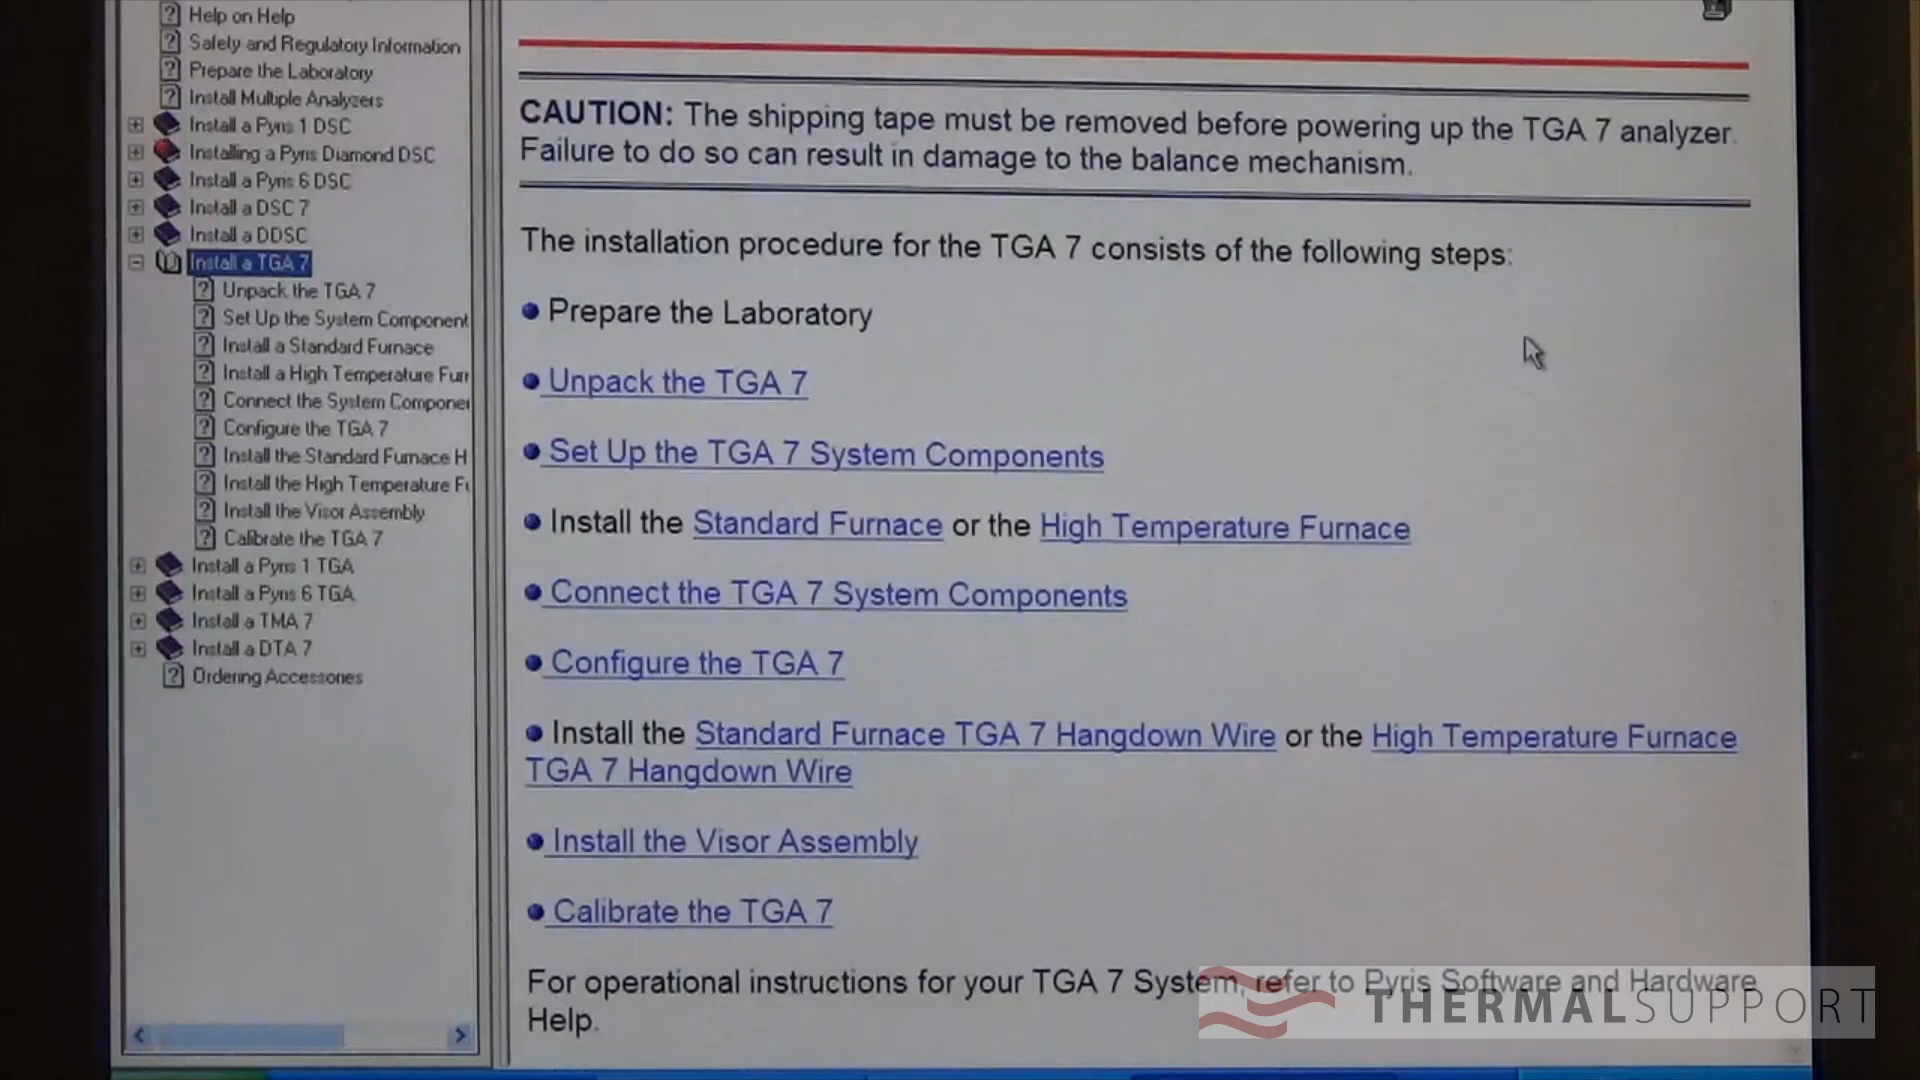 Help on Help
Safely and Regulatory Information
Prepare the Laboratory
Install Multiple Analyzers
Install a Pyris 1 DSC
Installing a Pyris Diamond DSC
Install a Pyris 6 DSC
Install a DSC 7
Install a DDSC
Install a TGA 7
Unpack the TGA 7
Set Up the System Component
Install a Standard Furnace
Install a High Temperature Fur
Connect the System Compone
Configure the TGA 7
Install the Standard Furnace H
Install the High Temperature F
Install the Visor Assembly
Calibrate the TGA 7
Install a Pyris 1 TGA
Install a Pyris 6 TGA
Install a TMA 7
Install a DTA 7
Ordering Accessories
CAUTION: The shipping tape must be removed before powering up the TGA 7 analyzer.
Failure to do so can result in damage to the balance mechanism.
The installation procedure for the TGA 7 consists of the following steps:
Prepare the Laboratory
Unpack the TGA 7
Set Up the TGA 7 System Components
Install the Standard Furnace or the High Temperature Furnace
Connect the TGA 7 System Components
Configure the TGA 7
Install the Standard Furnace TGA 7 Hangdown Wire or the High Temperature Furnace
TGA 7 Hangdown Wire
Install the Visor Assembly
Calibrate the TGA 7
For operational instructions for your TGA 7 System, refer to Pyris Software and Hardware
Help.
THERMALSUPPORT